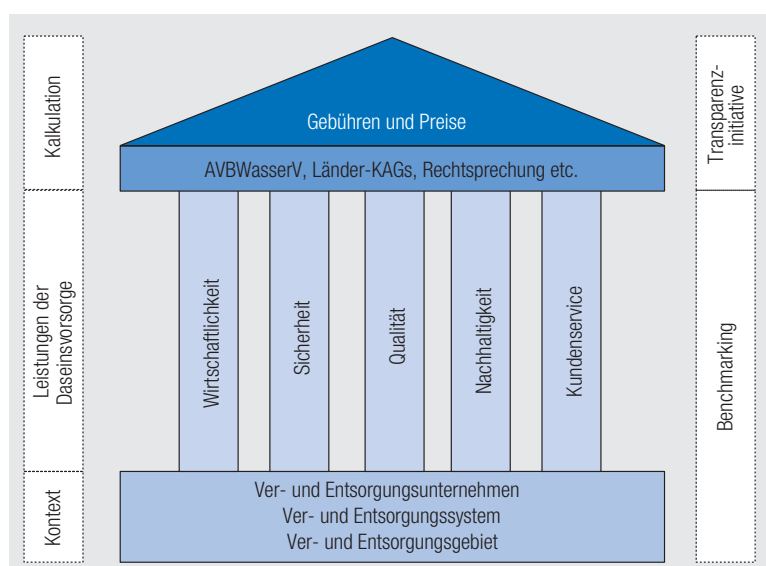 Kalkulation
Leistungen der
Daseinsvorsorge
Kontext
Gebühren und Preise
AVBWasserV, Länder-KAGs, Rechtsprechung etc.
Wirtschaftlichkeit
Sicherheit
Qualität
Nachhaltigkeit
Kundenservice
Ver- und Entsorgungsunternehmen
Ver- und Entsorgungssystem
Ver- und Entsorgungsgebiet
Transparenz-
initiative
Benchmarking